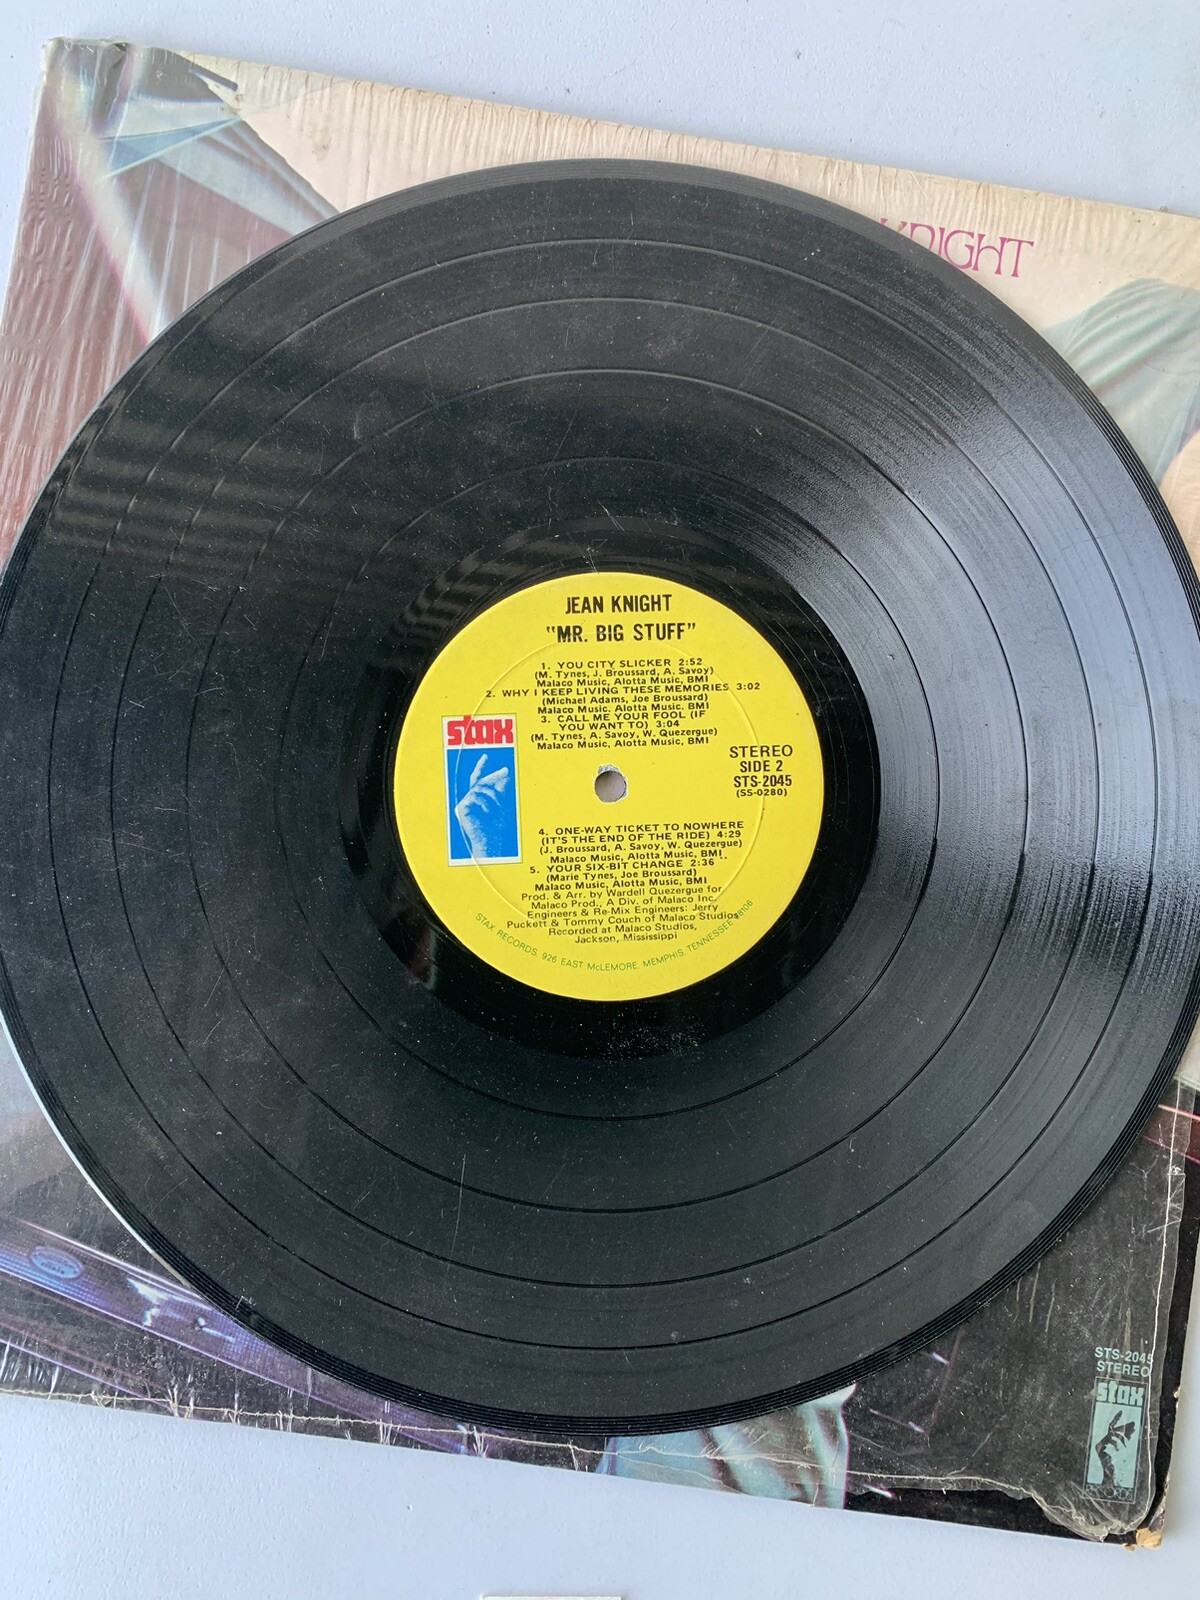 KNIGHT
JEAN KNIGHT
"MR. BIG STUFF"
1. YOU CITY SLICKER 2:52
(M. Tynes, J. Broussard, A. Savoy)
Malaco Music, Alotta Music, BMI
2. WHY I KEEP LIVING THESE MEMORIES 3:02
(Michael Adams, Joe Broussard)
Malaco Music. Alotta Music. BMI
3. CALL ME YOUR FOOL (IF
YOU WANT TO) 3:04
(M. Tynes, A. Savoy, W. Quezergue)
Malaco Music, Alotta Music, BMI
stax
STEREO
SIDE 2
STS-2045
(SS-0280)
4. ONE-WAY TICKET TO NOWHERE
(IT'S THE END OF THE RIDE) 4:29
(J. Broussard, A. Savoy, W. Quezergue)
Malaco Music, Alotta Music, BMI
5. YOUR SIX-BIT CHANGE 2:36
(Marie Tynes, Joe Broussard)
Malaco Music, Alotta Music, BMI
Prod. & Arr. by Wardell Quezergue for
Malaco Prod., A Div. of Malaco Inc.
Engineers & Re-Mix Engineers: Jerry
Puckett & Tommy Couch of Malaco Studios
Recorded at Malaco Studios,
Jackson, Mississippi
STAX RECORDS, 926 EAST McLEMORE, MEMPHIS, TENNESSEE 38106
STS-2045
STEREO
stax
RECORDS